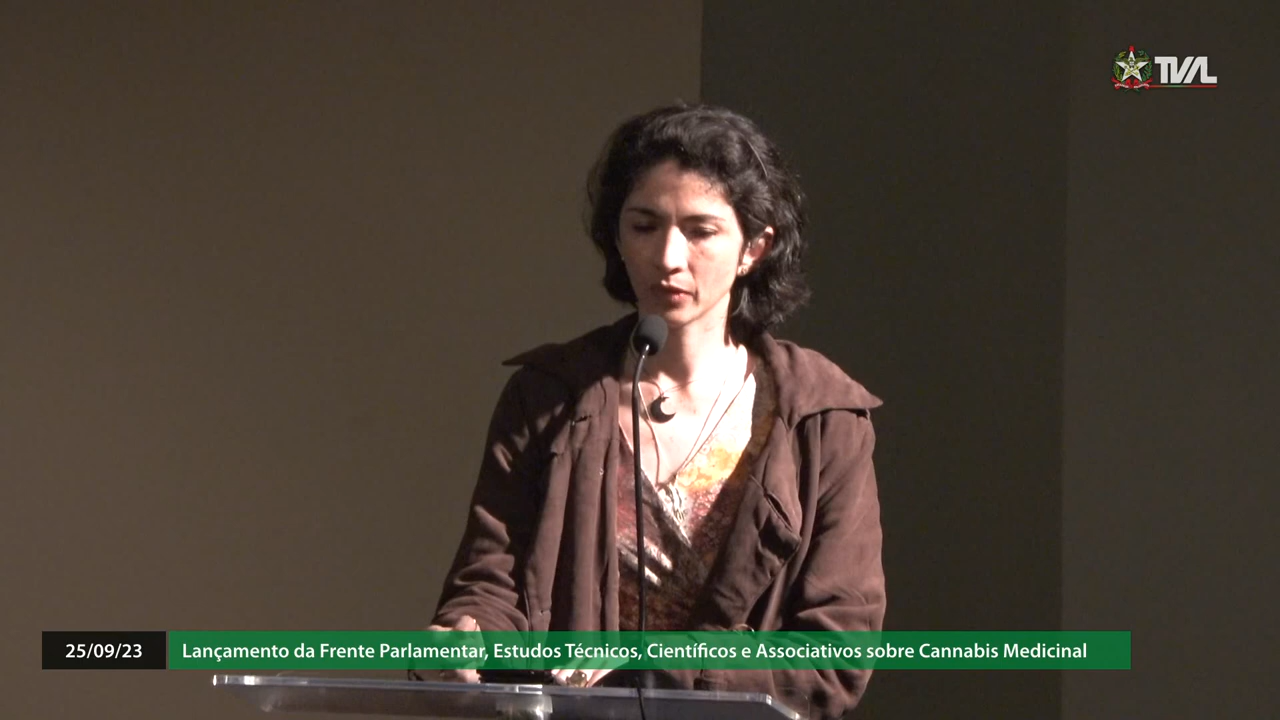 TVAL
25/09/23
Lançamento da Frente Parlamentar, Estudos Técnicos, Científicos e Associativos sobre Cannabis Medicinal